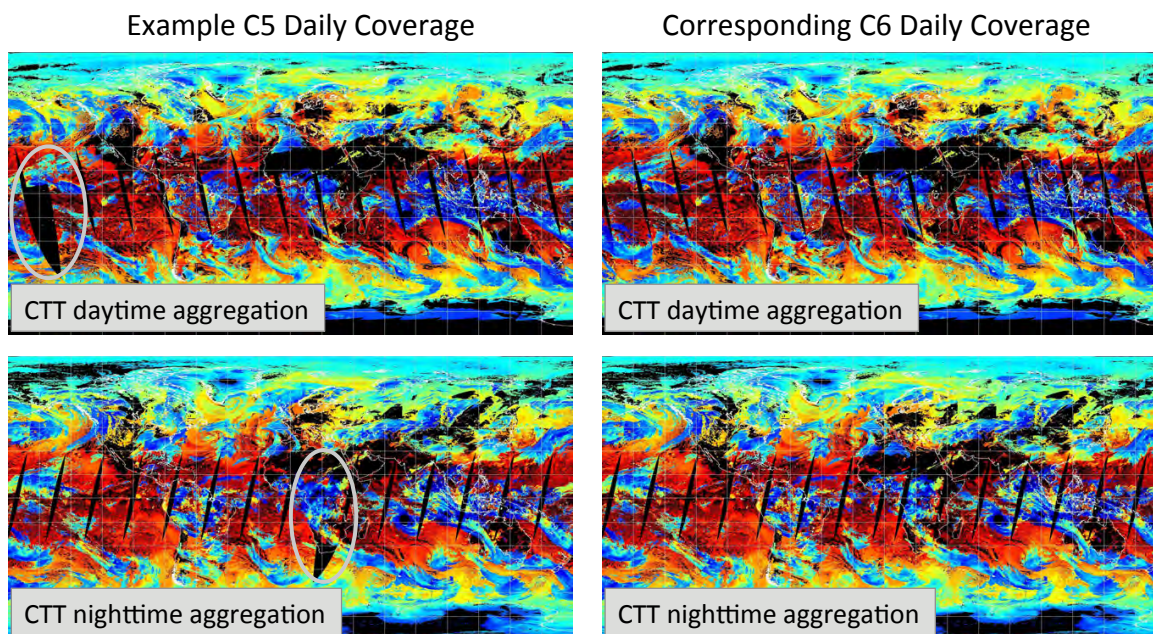 Example C5 Daily Coverage
Corresponding C6 Daily Coverage
CTT daytime aggregation
CTT daytime aggregation
CTT nighttime aggregation
CTT nighttime aggregation